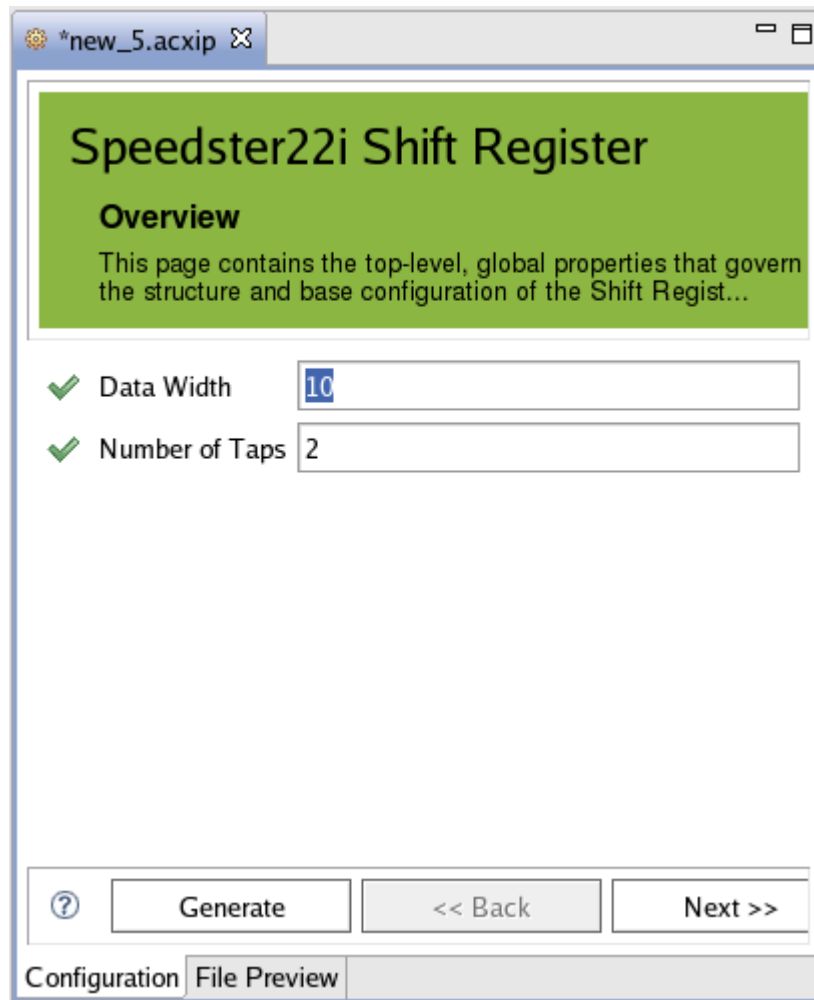 *new_5.acxip
Speedster22i Shift Register
Overview
This page contains the top-level, global properties that govern
the structure and base configuration of the Shift Regist...
Data Width 10
Number of Taps 2
? Generate << Back Next >>
Configuration File Preview